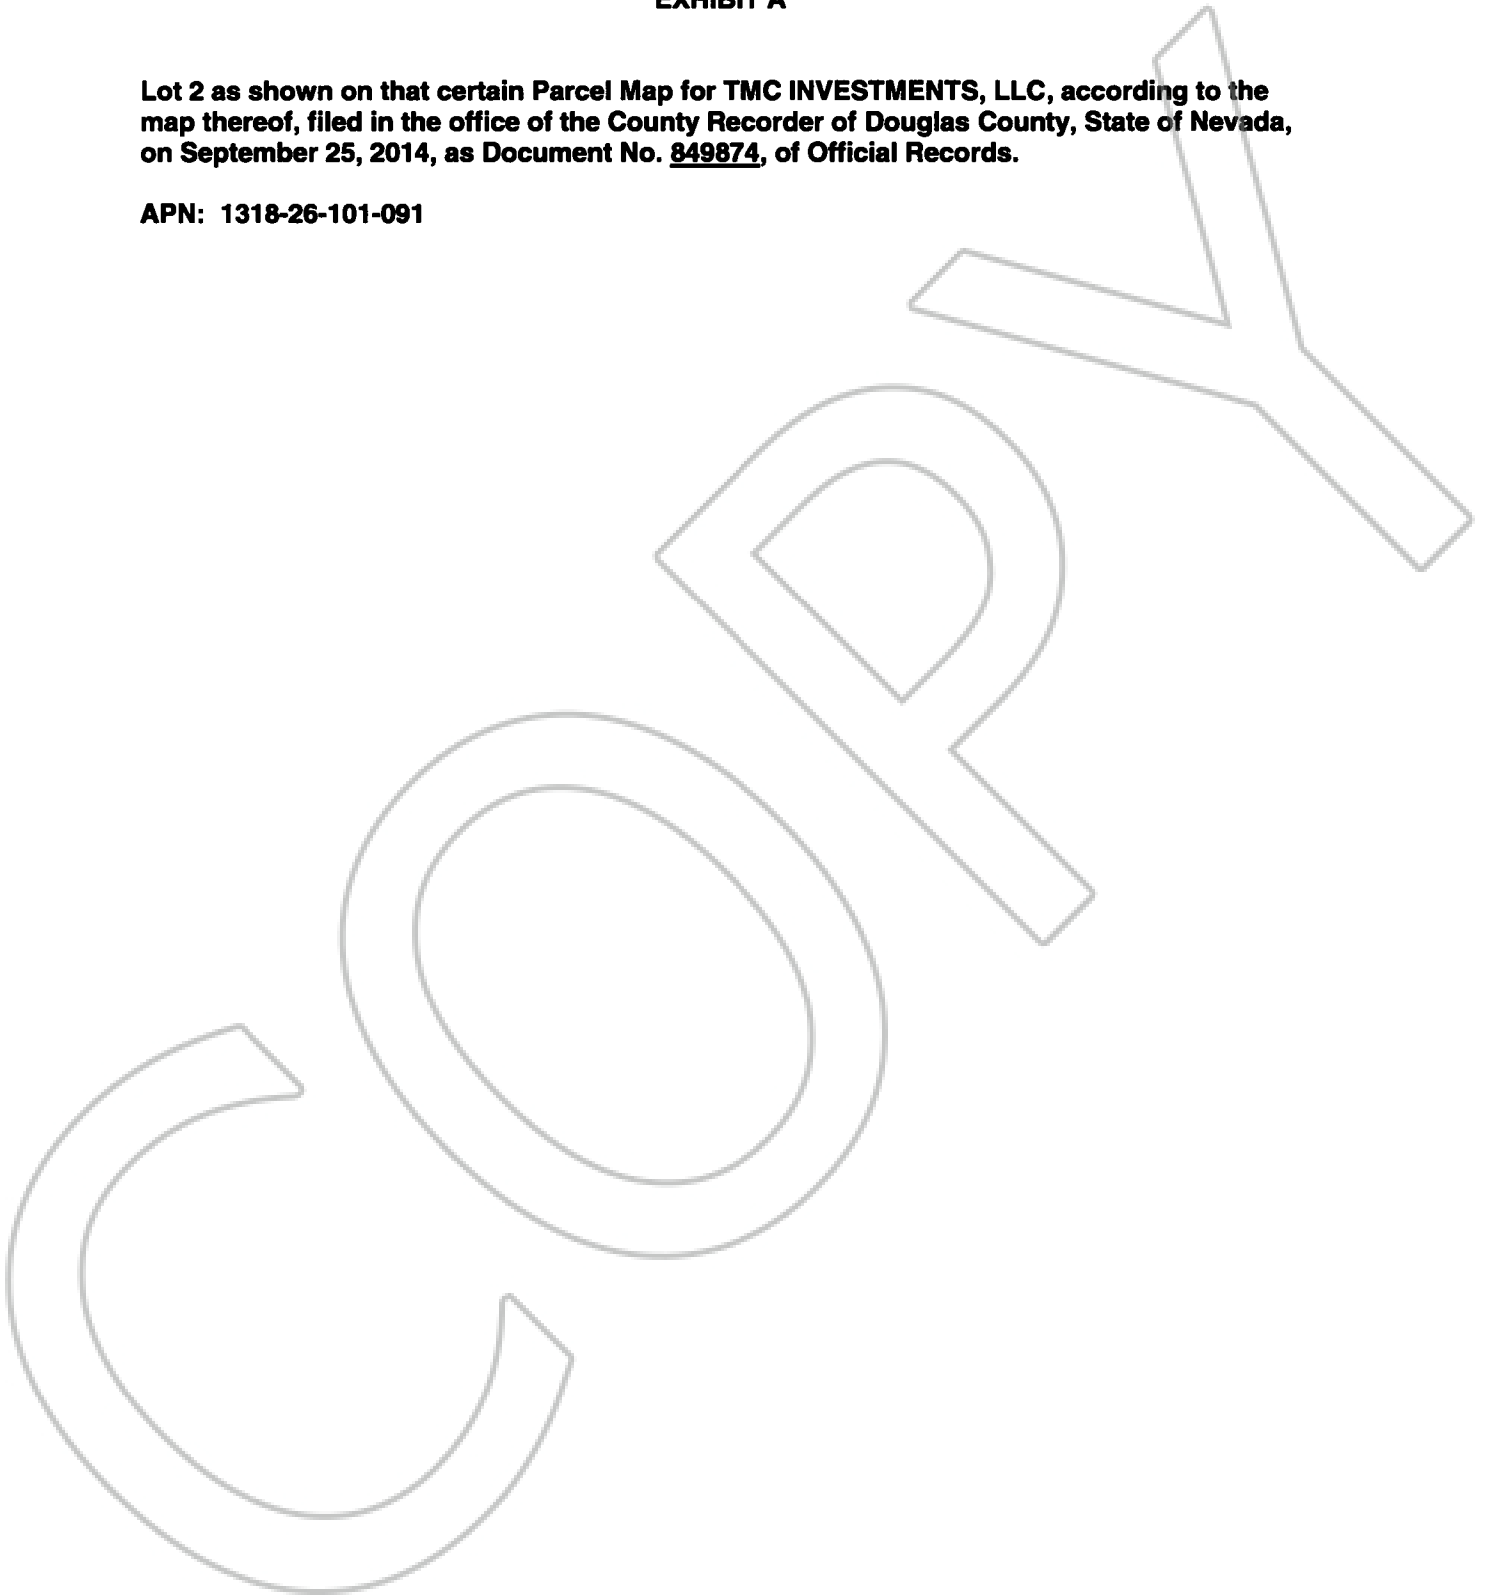 EXHIBIT A
Lot 2 as shown on that certain Parcel Map for TMC INVESTMENTS, LLC, according to the
map thereof, filed in the office of the County Recorder of Douglas County, State of Nevada,
on September 25, 2014, as Document No. 849874, of Official Records.
APN: 1318-26-101-091
COPY